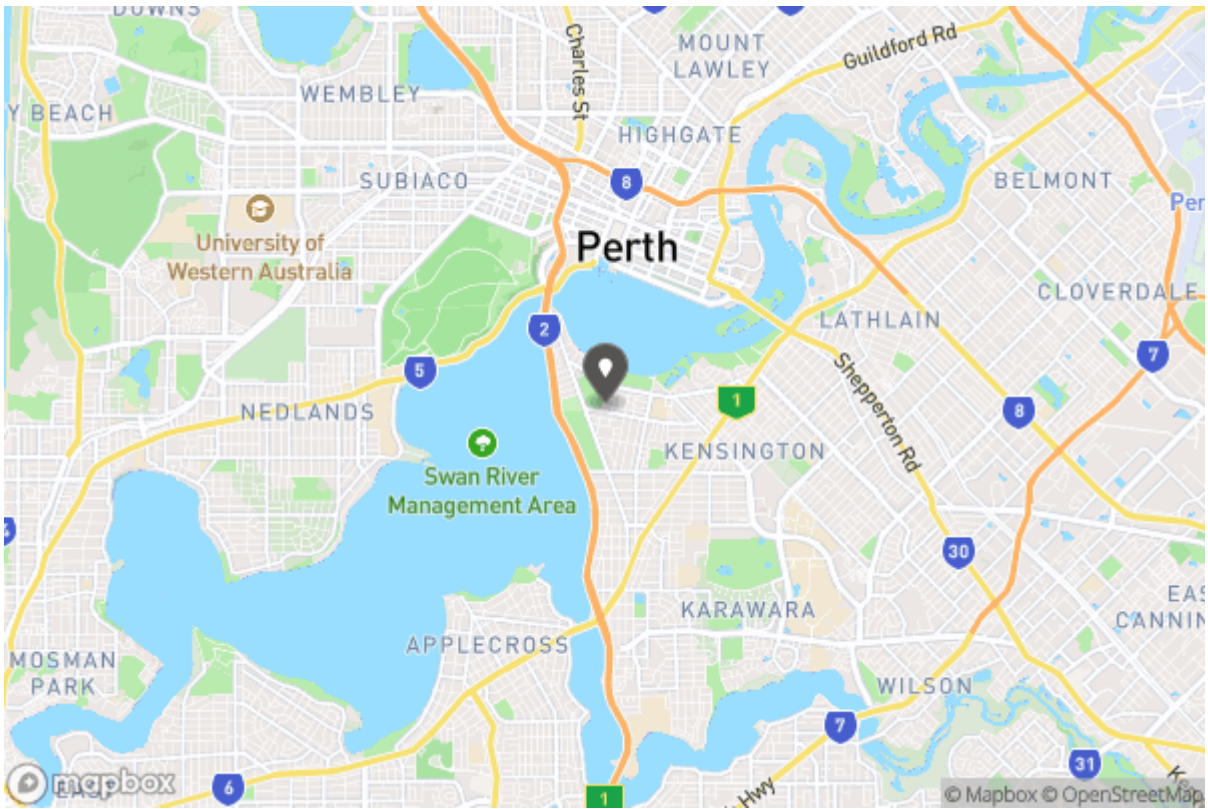 DOWNS
Charles St
MOUNT
LAWLEY
Guildford Rd
WEMBLEY
Y BEACH
HIGHGATE
SUBIACO
8
BELMONT
Per
University of
Western Australia
Perth
CLOVERDALE
2
LATHLAIN
7
5
Shepperton Rd
NEDLANDS
1
8
KENSINGTON
Swan River
Management Area
30
KARAWARA
EAS
CANNIN
APPLECROSS
MOSMAN
PARK
WILSON
7
31
6
Hwy
1
mapbox
EAST
© Mapbox © OpenStreetMap